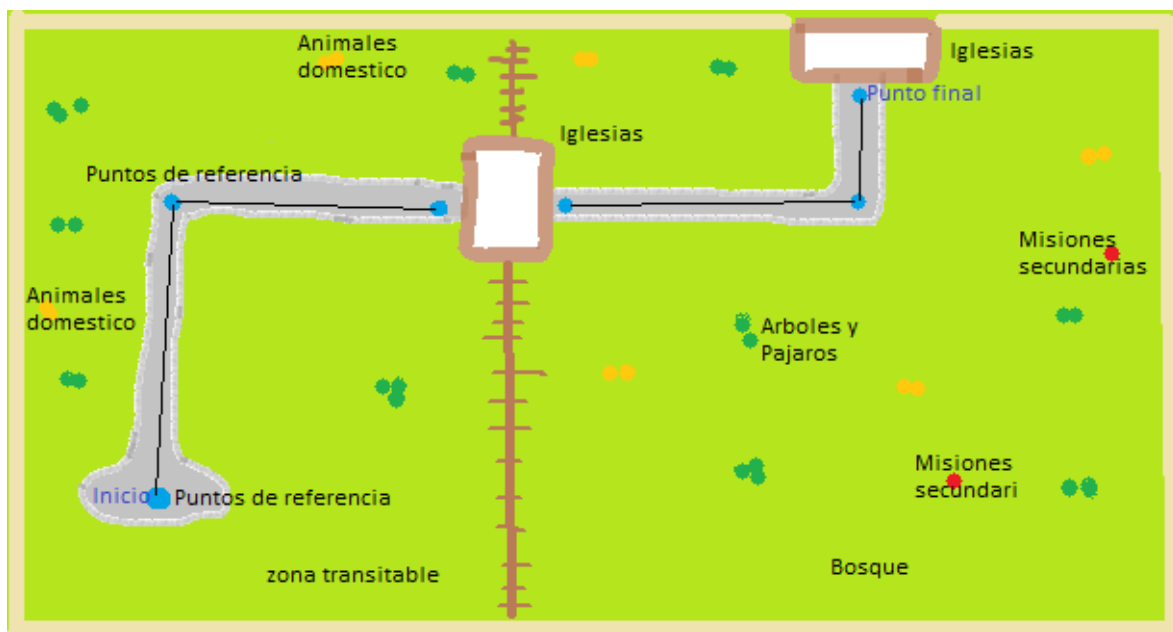 Animales
domestico
Iglesias
Punto final
Iglesias
Puntos de referencia
Misiones
secundarias
Animales
domestico
Arboles y
Pajaros
Misiones
secundari
Inicio
Puntos de referencia
zona transitable
Bosque